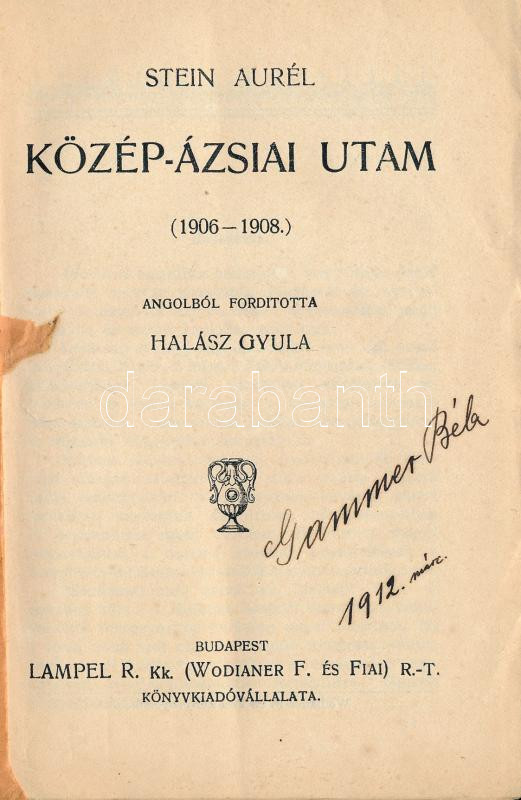 STEIN AURÉL
KÖZÉP-ÁZSIAI UTAM
(1906—1908.)
ANGOLBÓL FORDITOTTA
HALÁSZ GYULA
darabanth
Gammer Béla
1912. márc.
BUDAPEST
LAMPEL R. Kk. (WODIANER F. ÉS FIAI) R.-T.
KÖNYVKIADÓVÁLLALATA.